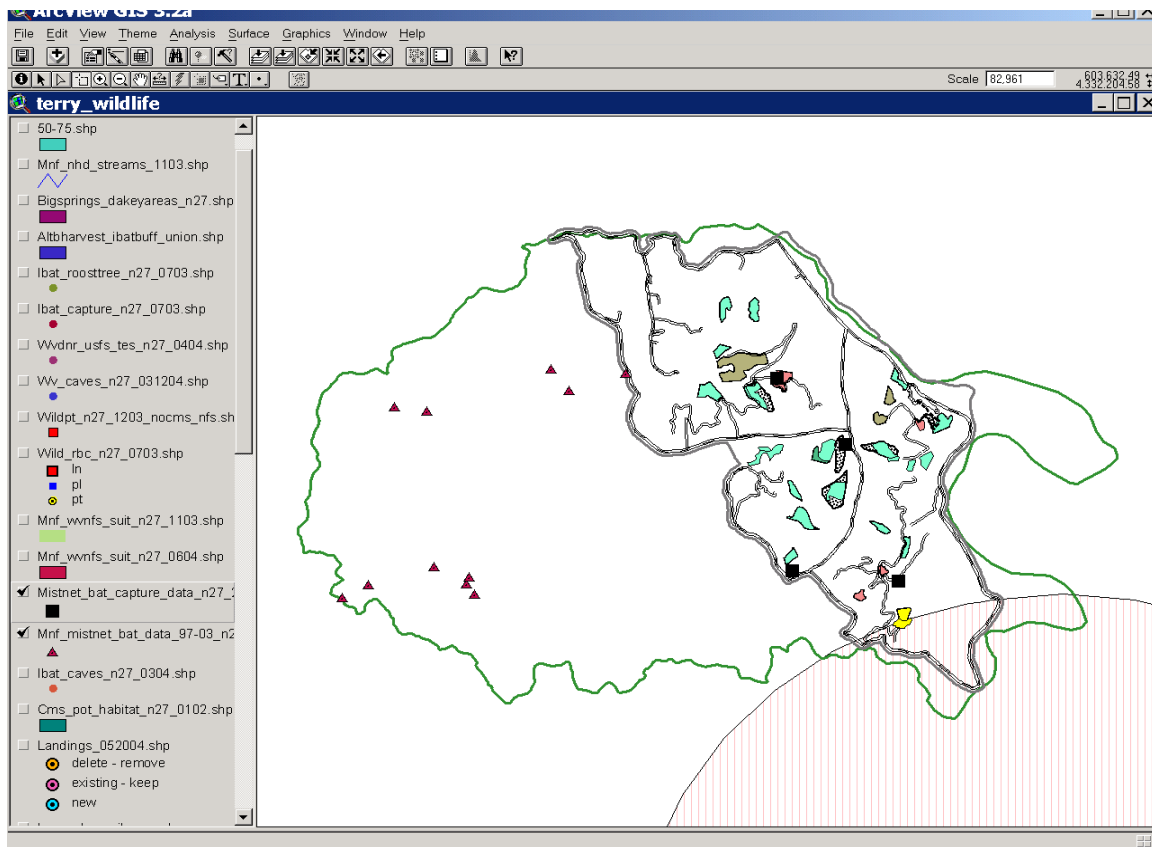 ArcView GIS 3.2a
File Edit View Theme Analysis Surface Graphics Window Help
Scale 82,961 603,632.49
4,332,204.58
terry_wildlife
50-75.shp
Mnf_nhd_streams_1103.shp
Bigsprings_dakeyareas_n27.shp
Altbharvest_ibatbuff_union.shp
Ibat_roosttree_n27_0703.shp
Ibat_capture_n27_0703.shp
Wvdnr_usfs_tes_n27_0404.shp
Wv_caves_n27_031204.shp
Wildpt_n27_1203_nocms_nfs.sh
Wild_rbc_n27_0703.shp
ln
pl
pt
Mnf_wvnfs_suit_n27_1103.shp
Mnf_wvnfs_suit_n27_0604.shp
Mistnet_bat_capture_data_n27_2
Mnf_mistnet_bat_data_97-03_n2
Ibat_caves_n27_0304.shp
Cms_pot_habitat_n27_0102.shp
Landings_052004.shp
delete - remove
existing - keep
new